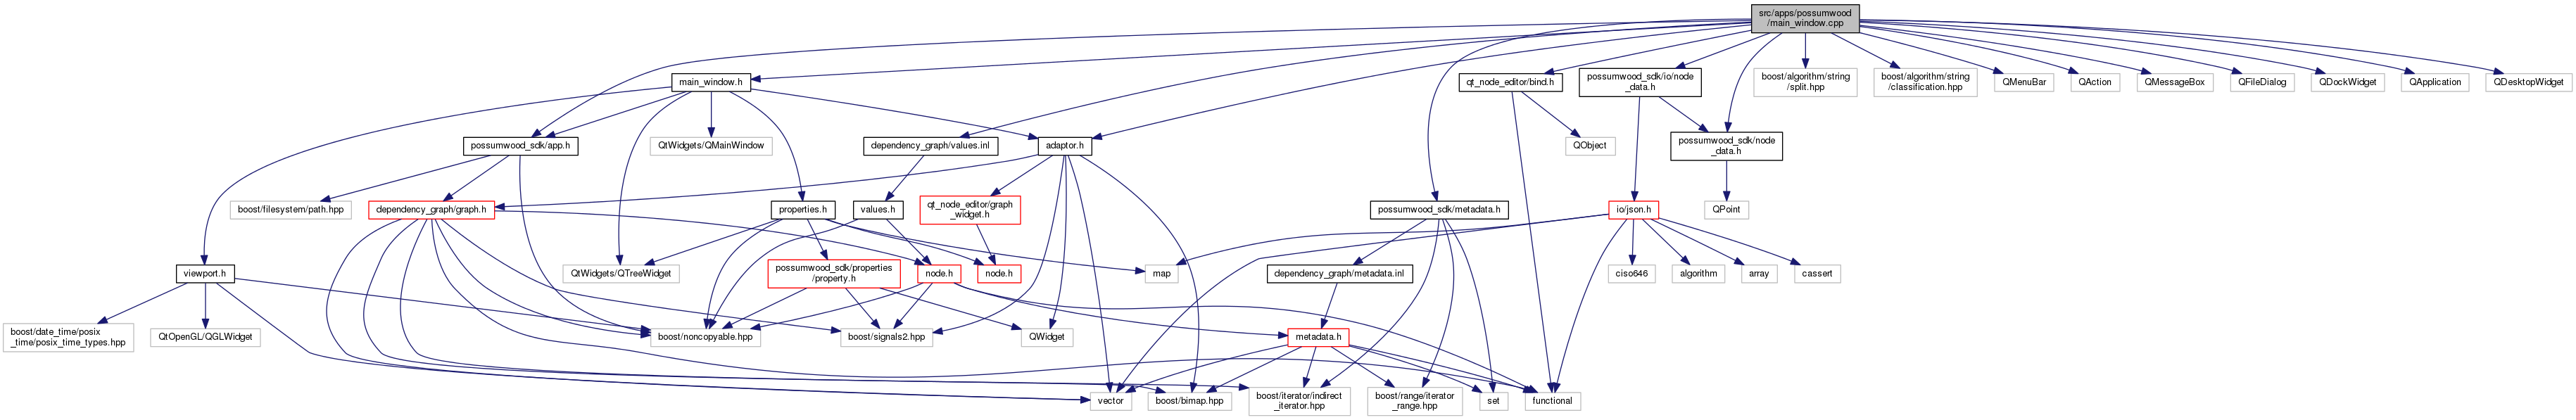 src/apps/possumwood
/main_window.cpp
main_window.h
qt_node_editor/bind.h
possumwood_sdk/io/node
_data.h
boost/algorithm/string
/split.hpp
boost/algorithm/string
/classification.hpp
QMenuBar
QAction
QMessageBox
QFileDialog
QDockWidget
QApplication
QDesktopWidget
possumwood_sdk/app.h
QtWidgets/QMainWindow
dependency_graph/values.inl
adaptor.h
QObject
possumwood_sdk/node
_data.h
boost/filesystem/path.hpp
dependency_graph/graph.h
properties.h
values.h
qt_node_editor/graph
_widget.h
possumwood_sdk/metadata.h
io/json.h
QPoint
viewport.h
QtWidgets/QTreeWidget
possumwood_sdk/properties
/property.h
node.h
node.h
map
dependency_graph/metadata.inl
ciso646
algorithm
array
cassert
boost/date_time/posix
_time/posix_time_types.hpp
QtOpenGL/QGLWidget
boost/noncopyable.hpp
boost/signals2.hpp
QWidget
metadata.h
vector
boost/bimap.hpp
boost/iterator/indirect
_iterator.hpp
boost/range/iterator
_range.hpp
set
functional